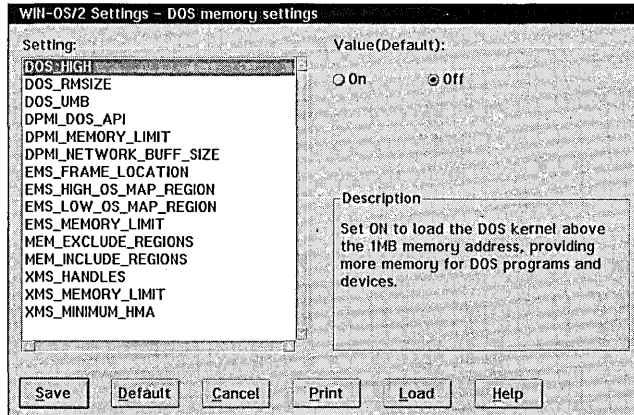 WIN-OS/2 Settings - DOS memory settings
Setting:
DOS_HIGH
DOS_RMSIZE
DOS_UMB
DPMI_DOS_API
DPMI_MEMORY_LIMIT
DPMI_NETWORK_BUFF_SIZE
EMS_FRAME_LOCATION
EMS_HIGH_OS_MAP_REGION
EMS_LOW_OS_MAP_REGION
EMS_MEMORY_LIMIT
MEM_EXCLUDE_REGIONS
MEM_INCLUDE_REGIONS
XMS_HANDLES
XMS_MEMORY_LIMIT
XMS_MINIMUM_HMA
Value(Default):
On Off
Description
Set ON to load the DOS kernel above
the 1MB memory address, providing
more memory for DOS programs and
devices.
Save Default Cancel Print Load Help